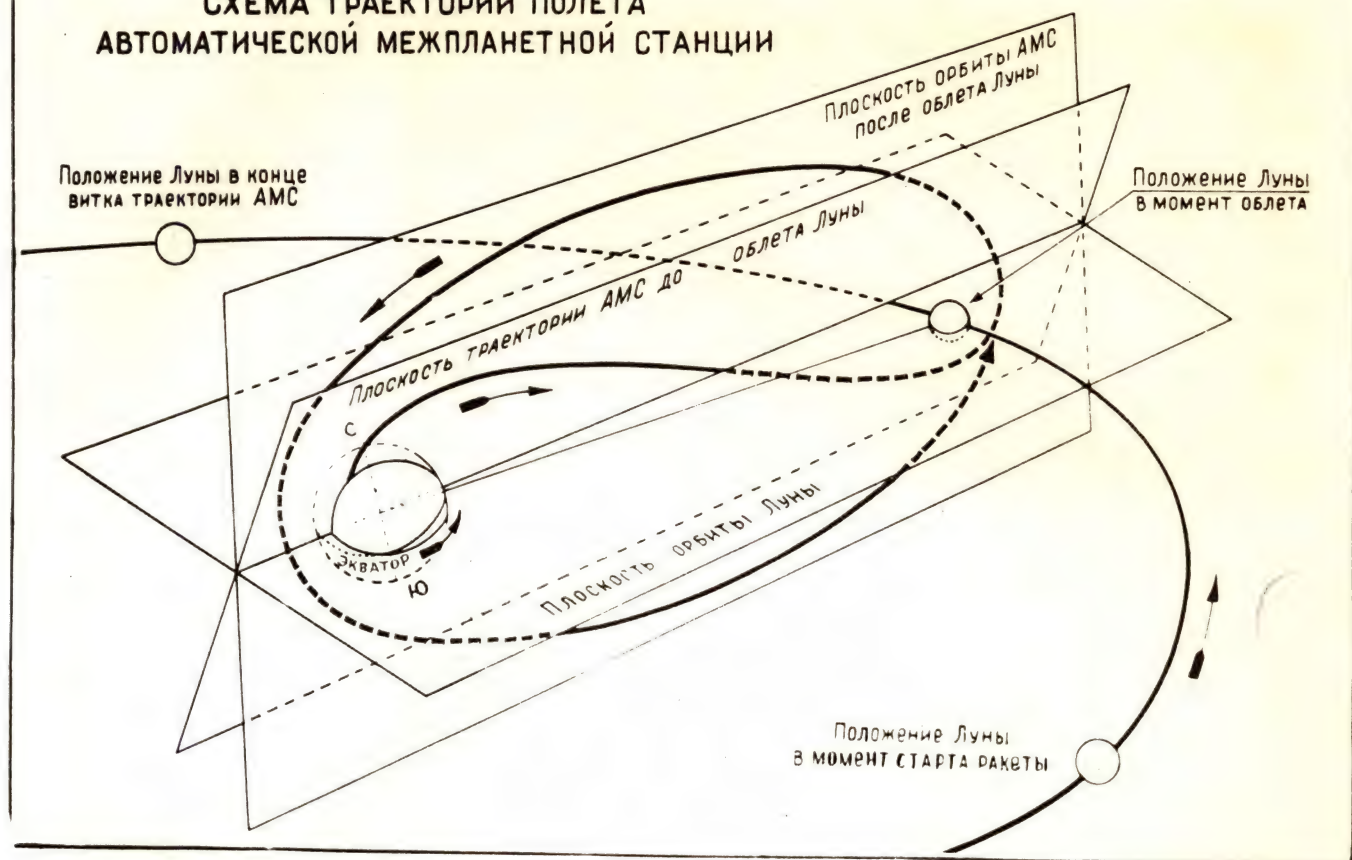 СХЕМА ТРАЕКТОРИИ ПОЛЕТА
АВТОМАТИЧЕСКОЙ МЕЖПЛАНЕТНОЙ СТАНЦИИ
Плоскость орбиты АМС
после облета Луны
Положение Луны в конце
витка траектории АМС
Положение Луны
в момент облета
Плоскость траектории АМС до облета Луны
С
Экватор
Ю
Плоскость орбиты Луны
Положение Луны
в момент старта ракеты